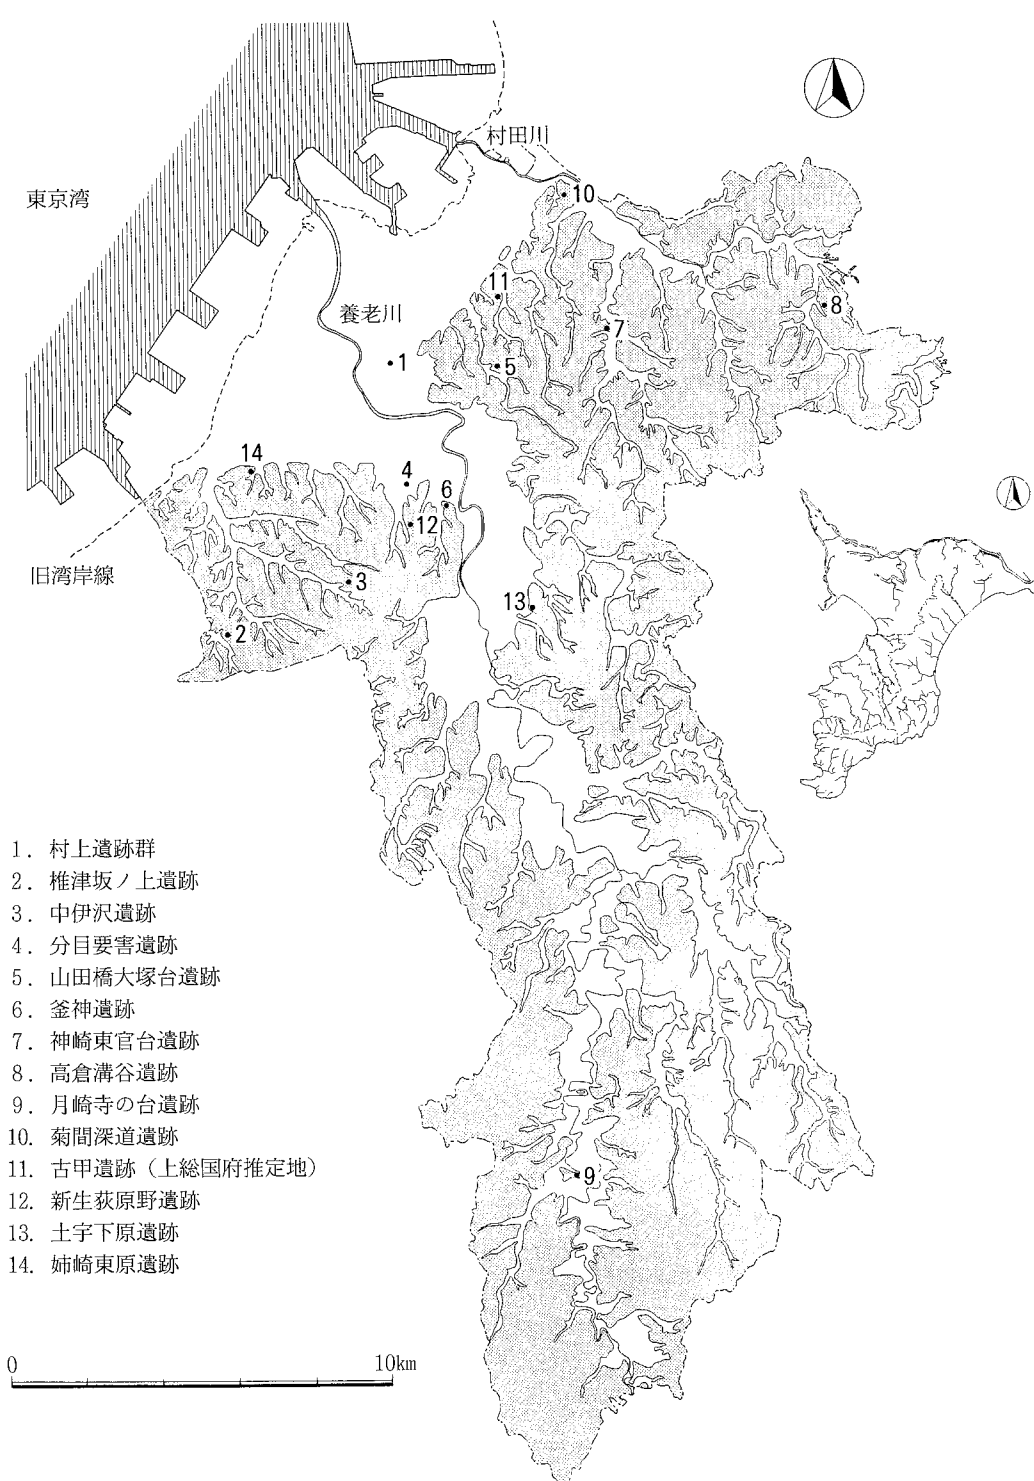 村田川
東京湾
10
11
8
養老川
7
1
5
14
4
6
12
旧湾岸線
3
13
2
1. 村上遺跡群
2. 椎津坂ノ上遺跡
3. 中伊沢遺跡
4. 分目要害遺跡
5. 山田橋大塚台遺跡
6. 釜神遺跡
7. 神崎東官台遺跡
8. 高倉溝谷遺跡
9. 月崎寺の台遺跡
10. 菊間深道遺跡
11. 古甲遺跡（上総国府推定地）
12. 新生荻原野遺跡
13. 土宇下原遺跡
14. 姉崎東原遺跡
9
0
10km